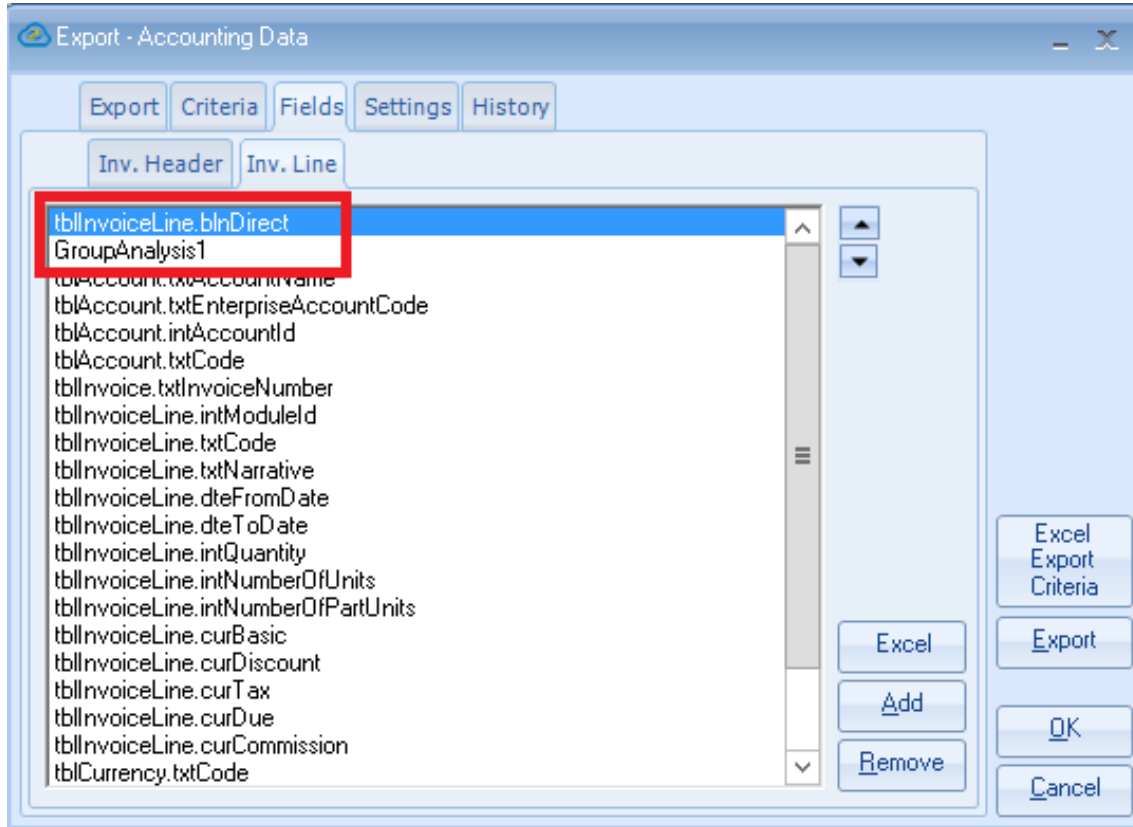 Export - Accounting Data
Export
Criteria
Fields
Settings
History
Inv. Header
Inv. Line
tblInvoiceLine.blnDirect
GroupAnalysis1
tblAccount.txtAccountName
tblAccount.txtEnterpriseAccountCode
tblAccount.intAccountId
tblAccount.txtCode
tblInvoice.txtInvoiceNumber
tblInvoiceLine.intModuleId
tblInvoiceLine.txtCode
tblInvoiceLine.txtNarrative
tblInvoiceLine.dteFromDate
tblInvoiceLine.dteToDate
tblInvoiceLine.intQuantity
tblInvoiceLine.intNumberOfUnits
tblInvoiceLine.intNumberOfPartUnits
tblInvoiceLine.curBasic
tblInvoiceLine.curDiscount
tblInvoiceLine.curTax
tblInvoiceLine.curDue
tblInvoiceLine.curCommission
tblCurrency.txtCode
Excel
Add
Remove
Excel
Export
Criteria
Export
OK
Cancel